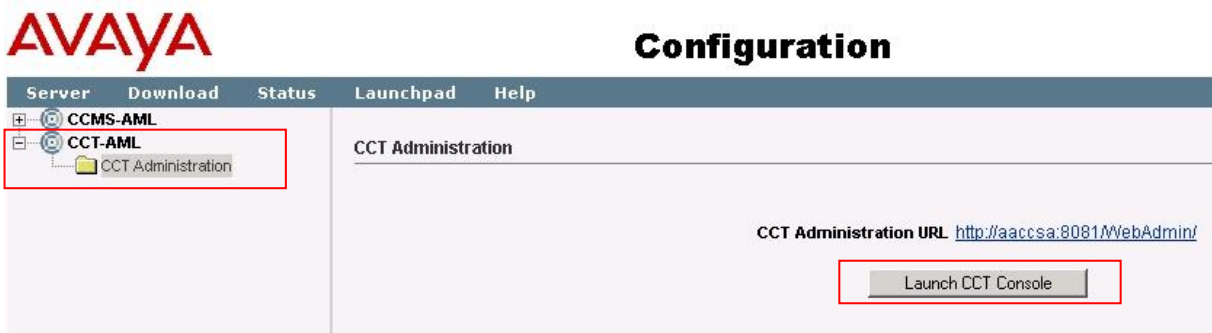 AVAYA
Configuration
Server Download Status Launchpad Help
CCMS-AML
CCT-AML
CCT Administration
CCT Administration
CCT Administration URL http://aaccsa:8081/WebAdmin/
Launch CCT Console